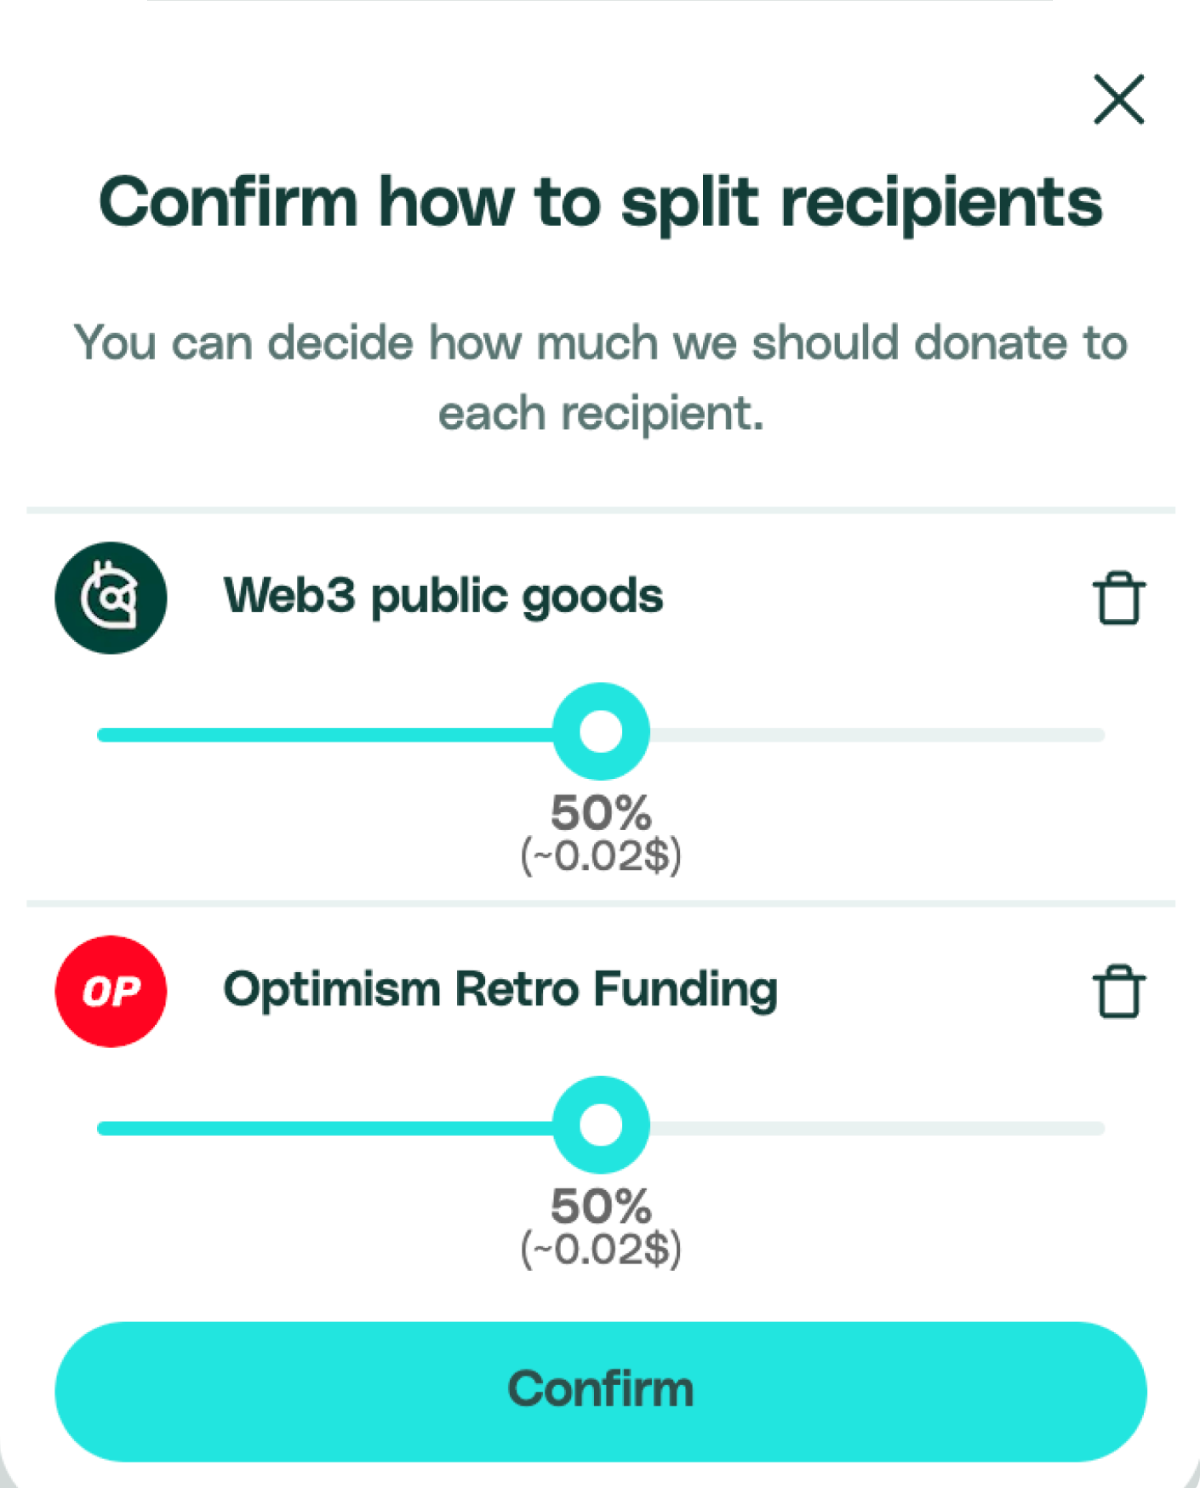 Confirm how to split recipients
You can decide how much we should donate to
each recipient.
Web3 public goods
50%
(~0.02$)
OP
Optimism Retro Funding
50%
(~0.02$)
Confirm